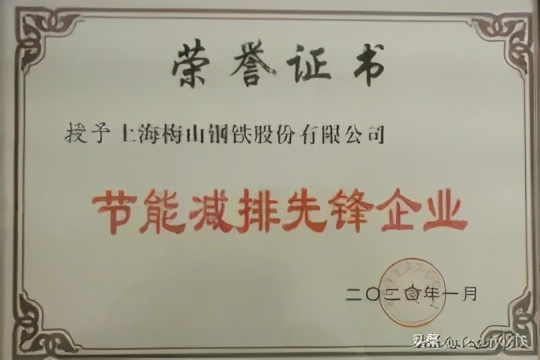 荣誉证书
授予上海梅山钢铁股份有限公司
节能减排先锋企业
二〇二〇年一月